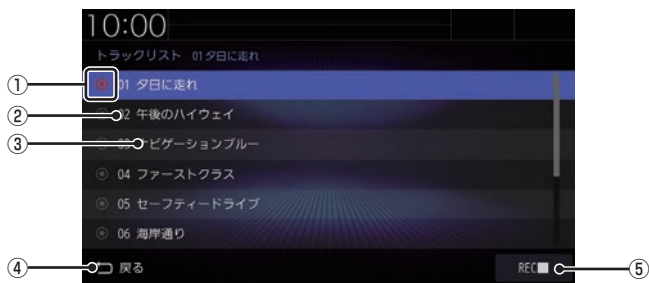 10:00
トラックリスト 01夕日に走れ
① 01 夕日に走れ
② 02 午後のハイウェイ
③ 03 ナビゲーションブルー
04 ファーストクラス
05 セーフティードライブ
06 海岸通り
④ 戻る REC ⑤